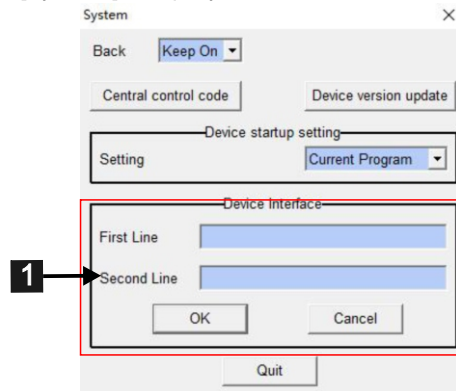 System
Back Keep On
Central control code Device version update
Device startup setting
Setting Current Program
Device Interface
First Line
1 Second Line
OK Cancel
Quit